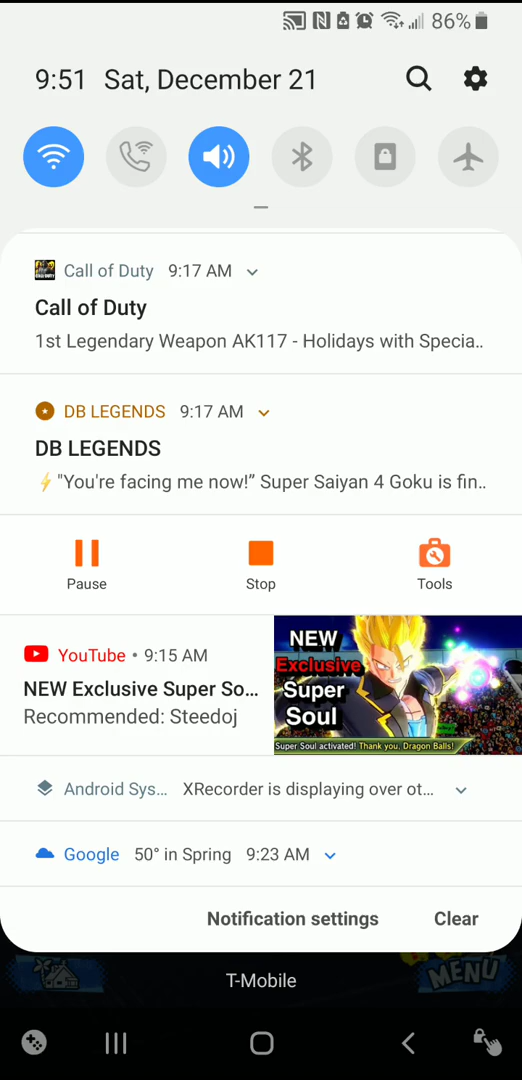 86%
9:51 Sat, December 21
Call of Duty 9:17 AM
Call of Duty
1st Legendary Weapon AK117 - Holidays with Specia..
DB LEGENDS 9:17 AM
DB LEGENDS
⚡"You're facing me now!” Super Saiyan 4 Goku is fin..
Pause
Stop
Tools
YouTube • 9:15 AM
NEW Exclusive Super So...
Recommended: Steedoj
NEW
Exclusive
Super
Soul
Super Soul activated! Thank you, Dragon Balls!
Android Sys... XRecorder is displaying over ot...
Google 50° in Spring 9:23 AM
Notification settings
Clear
T-Mobile
MENU